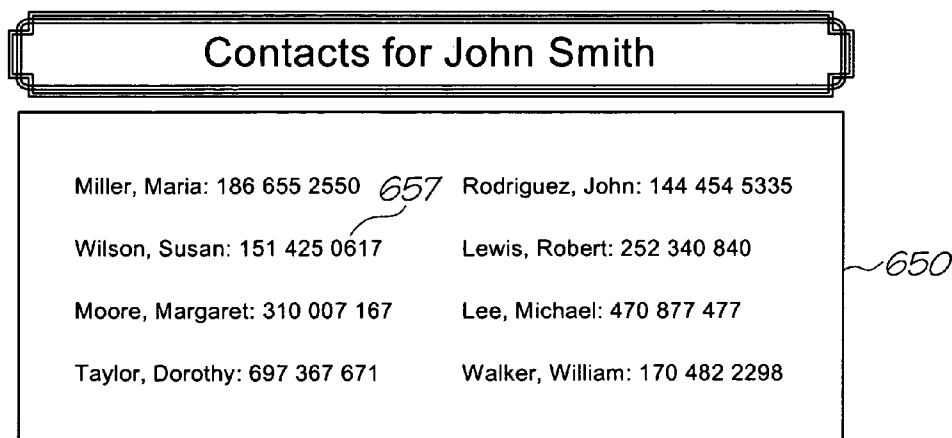 Contacts for John Smith
Miller, Maria: 186 655 2550 657 Rodriguez, John: 144 454 5335
Wilson, Susan: 151 425 0617 Lewis, Robert: 252 340 840
650
Moore, Margaret: 310 007 167 Lee, Michael: 470 877 477
Taylor, Dorothy: 697 367 671 Walker, William: 170 482 2298